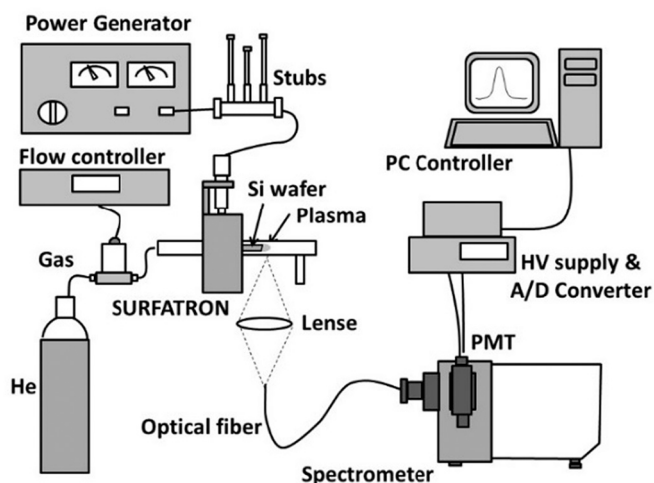 Power Generator
Stubs
Flow controller
PC Controller
Si wafer
Plasma
Gas
HV supply &
A/D Converter
SURFATRON
Lense
PMT
He
Optical fiber
Spectrometer